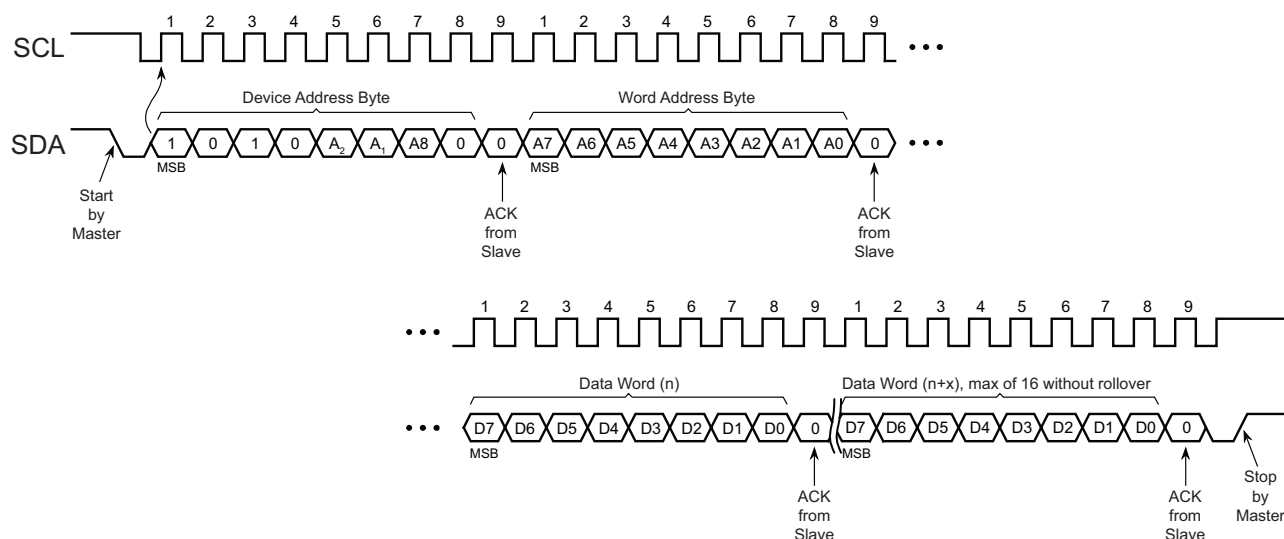 1 2 3 4 5 6 7 8 9 1 2 3 4 5 6 7 8 9
SCL
Device Address Byte Word Address Byte
SDA 1 0 1 0 A2 A1 A8 0 0 A7 A6 A5 A4 A3 A2 A1 A0 0
MSB MSB
Start
by
Master
ACK
from
Slave
ACK
from
Slave
1 2 3 4 5 6 7 8 9 1 2 3 4 5 6 7 8 9
Data Word (n) Data Word (n+x), max of 16 without rollover
D7 D6 D5 D4 D3 D2 D1 D0 0 D7 D6 D5 D4 D3 D2 D1 D0 0
MSB MSB
ACK
from
Slave
ACK
from
Slave
Stop
by
Master